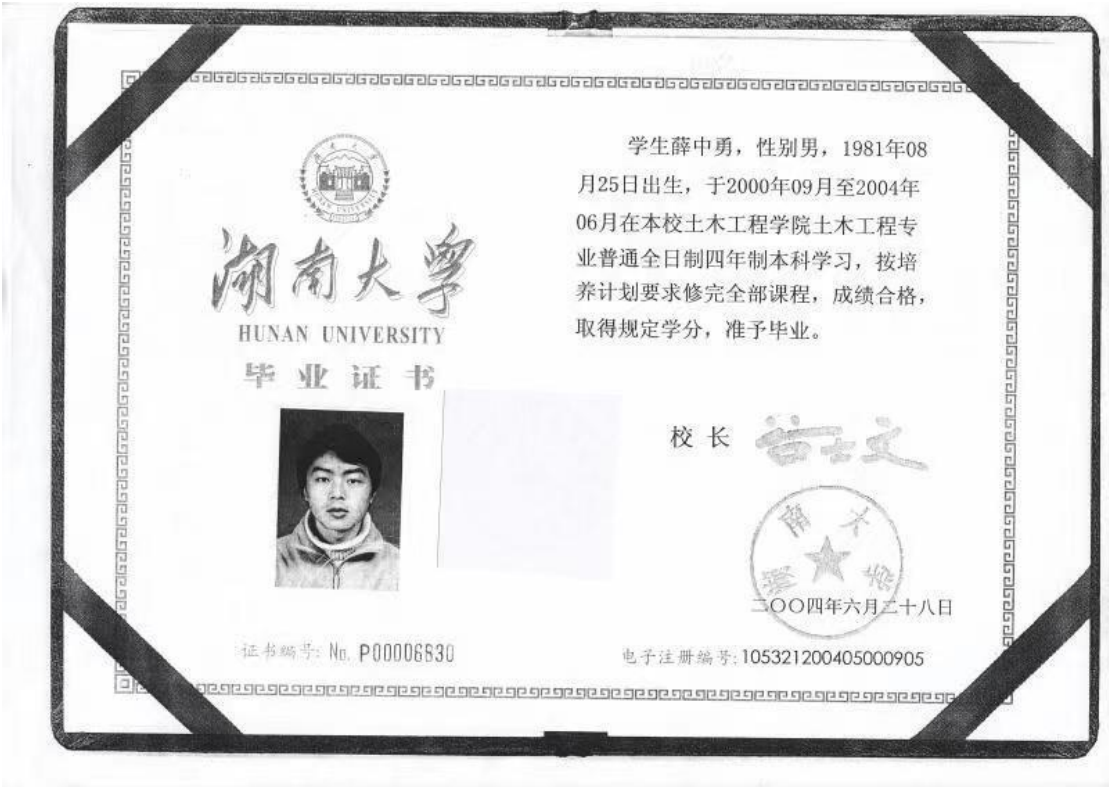 湖南大学
HUNAN UNIVERSITY
毕业证书
证书编号: No. P00006830
学生薛中勇，性别男，1981年08
月25日出生，于2000年09月至2004年
06月在本校土木工程学院土木工程专
业普通全日制四年制本科学习，按培
养计划要求修完全部课程，成绩合格，
取得规定学分，准予毕业。
校长
湖南大学
二〇〇四年六月二十八日
电子注册编号:105321200405000905